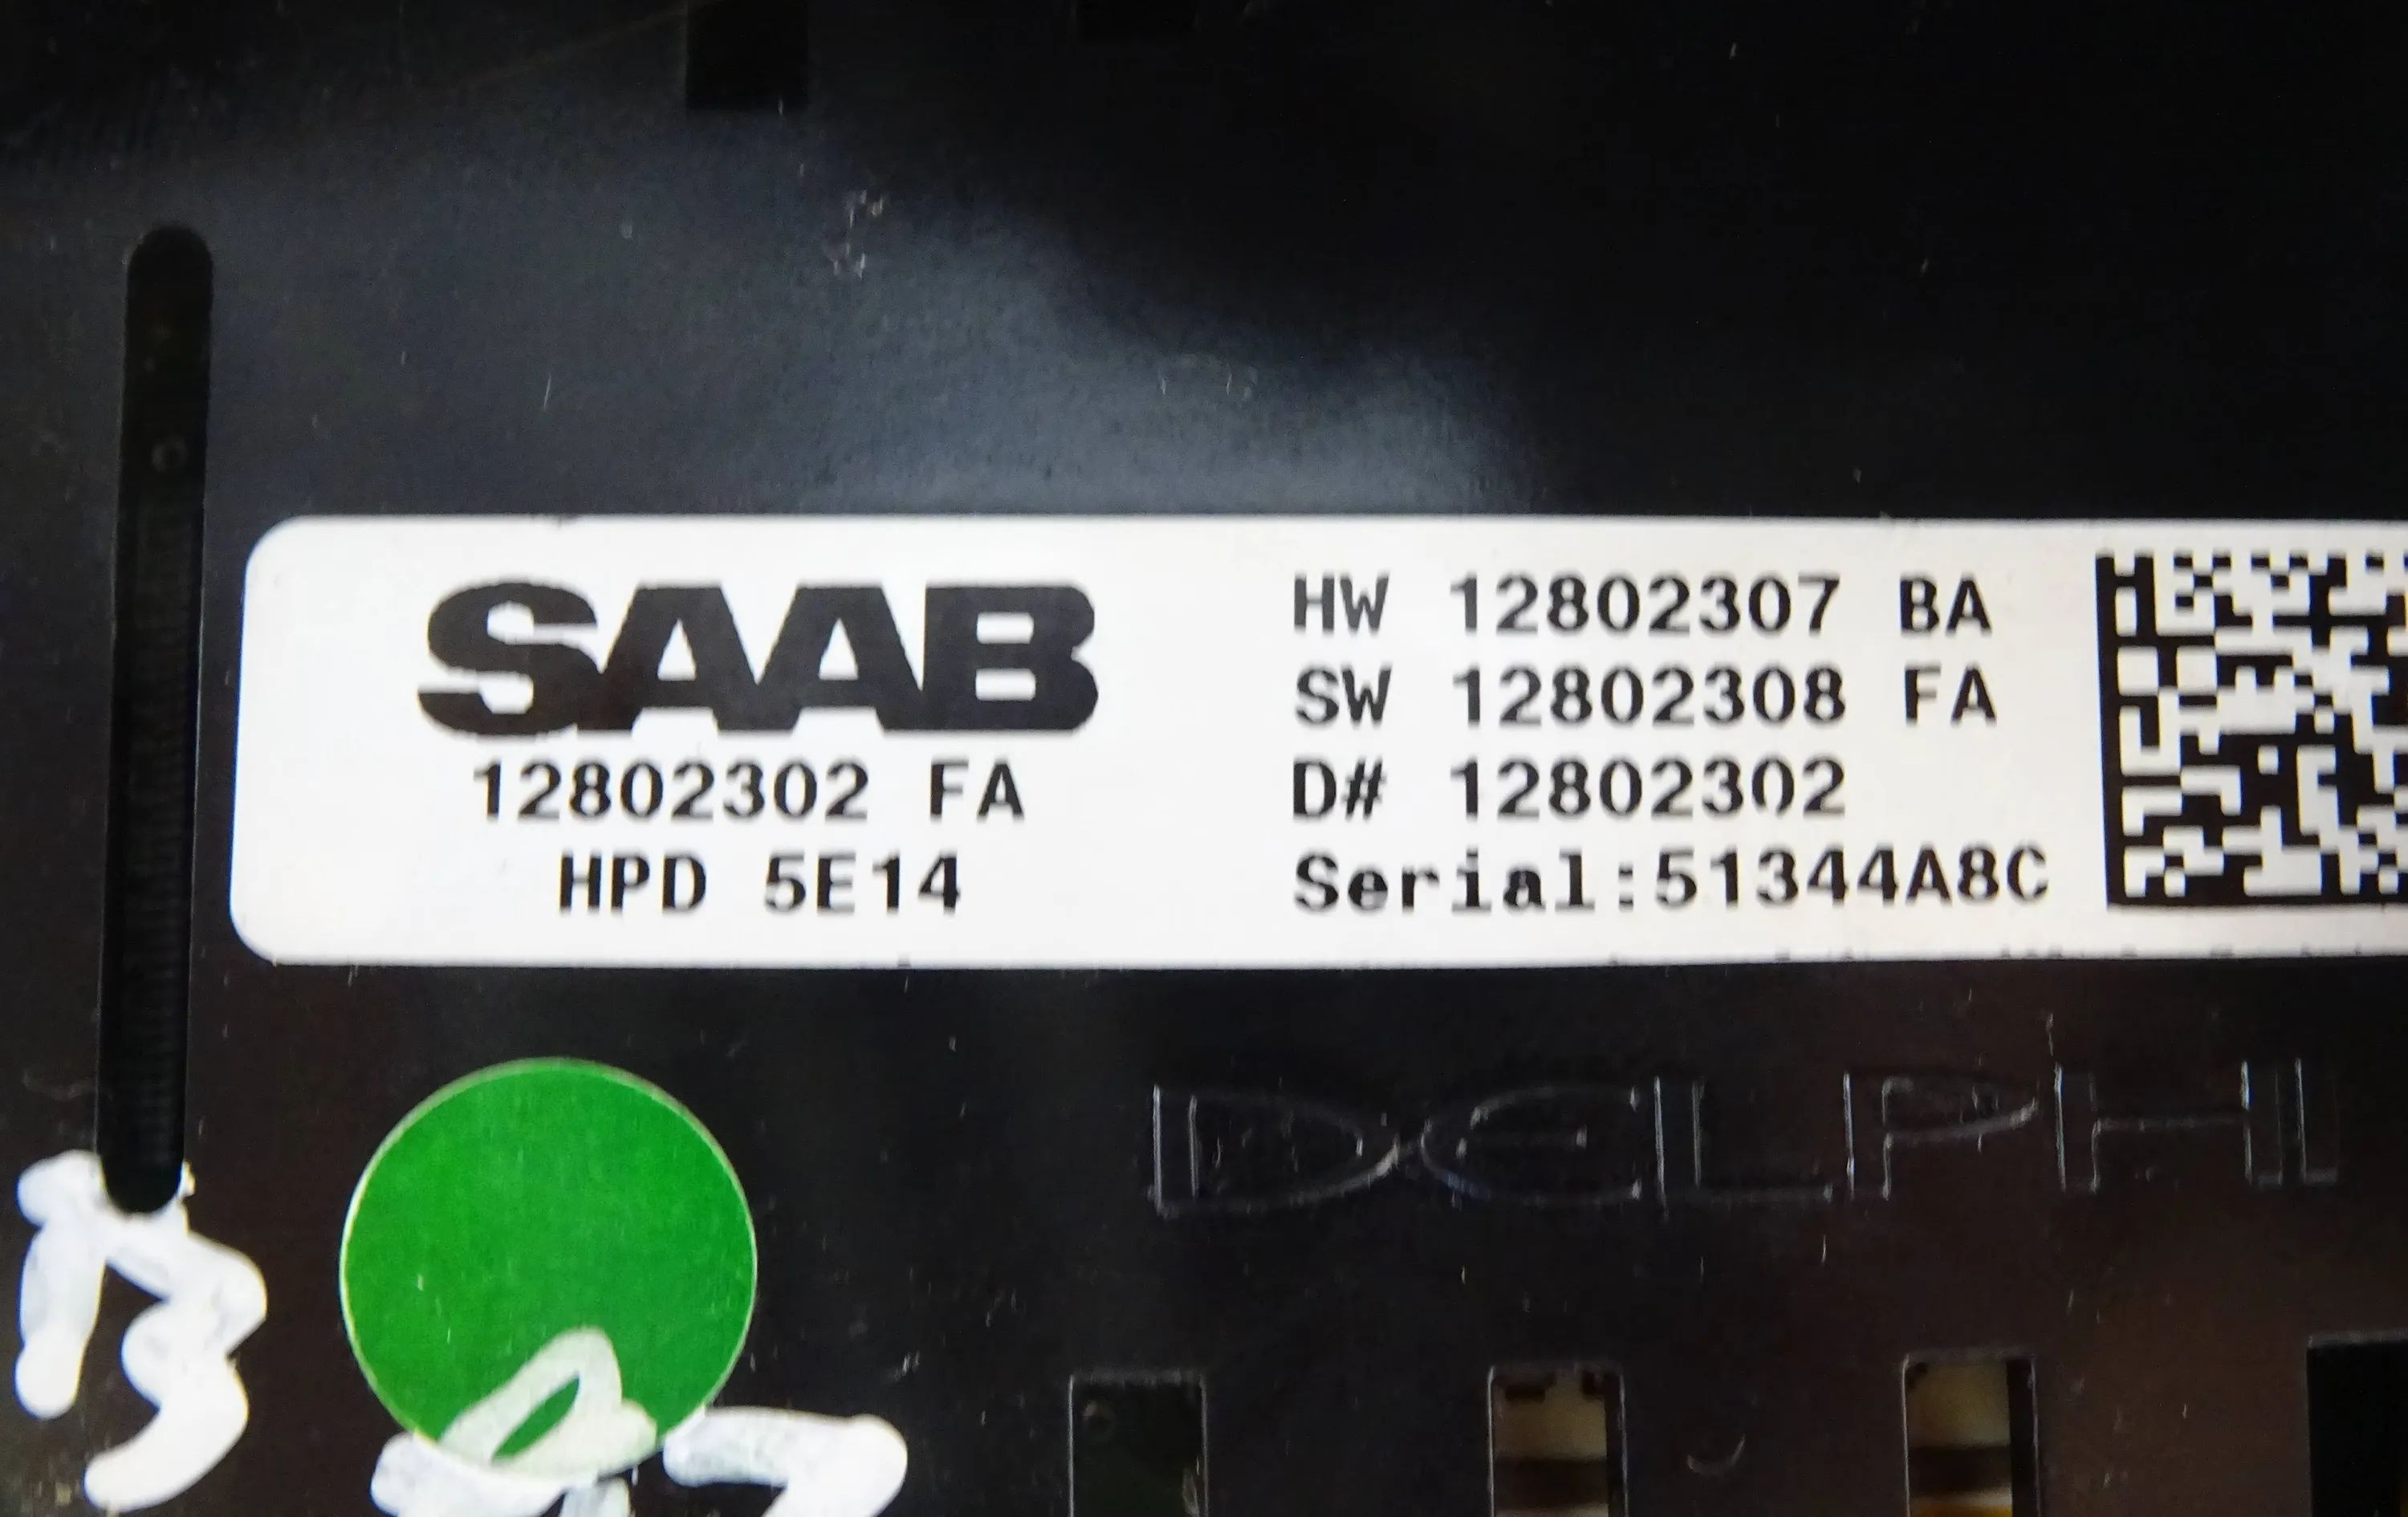 SAAB
12802302 FA
HPD 5E14
HW 12802307 BA
SW 12802308 FA
D# 12802302
Serial:51344A8C
DELPHI